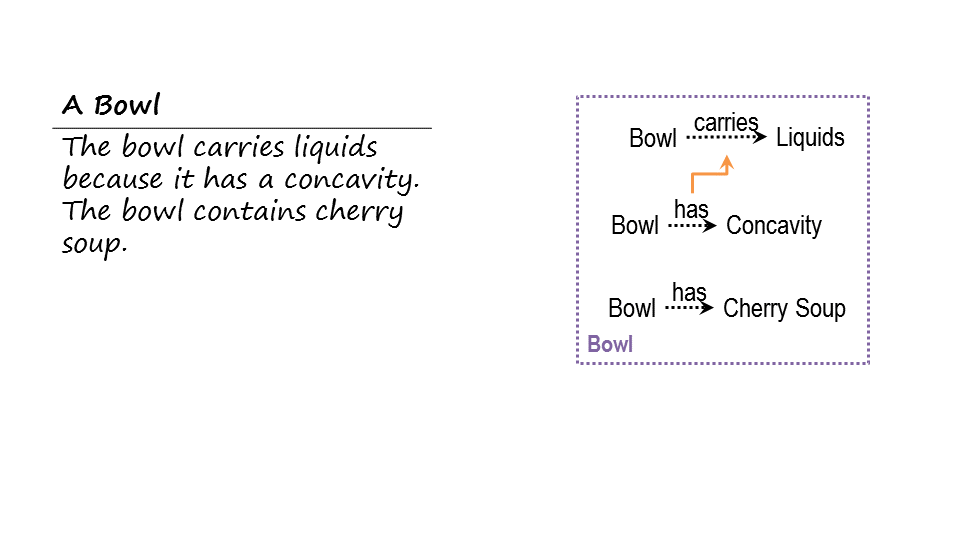 A Bowl
The bowl carries liquids
because it has a concavity.
The bowl contains cherry
soup.
carries
Bowl Liquids
has
Bowl Concavity
has
Bowl Cherry Soup
Bowl